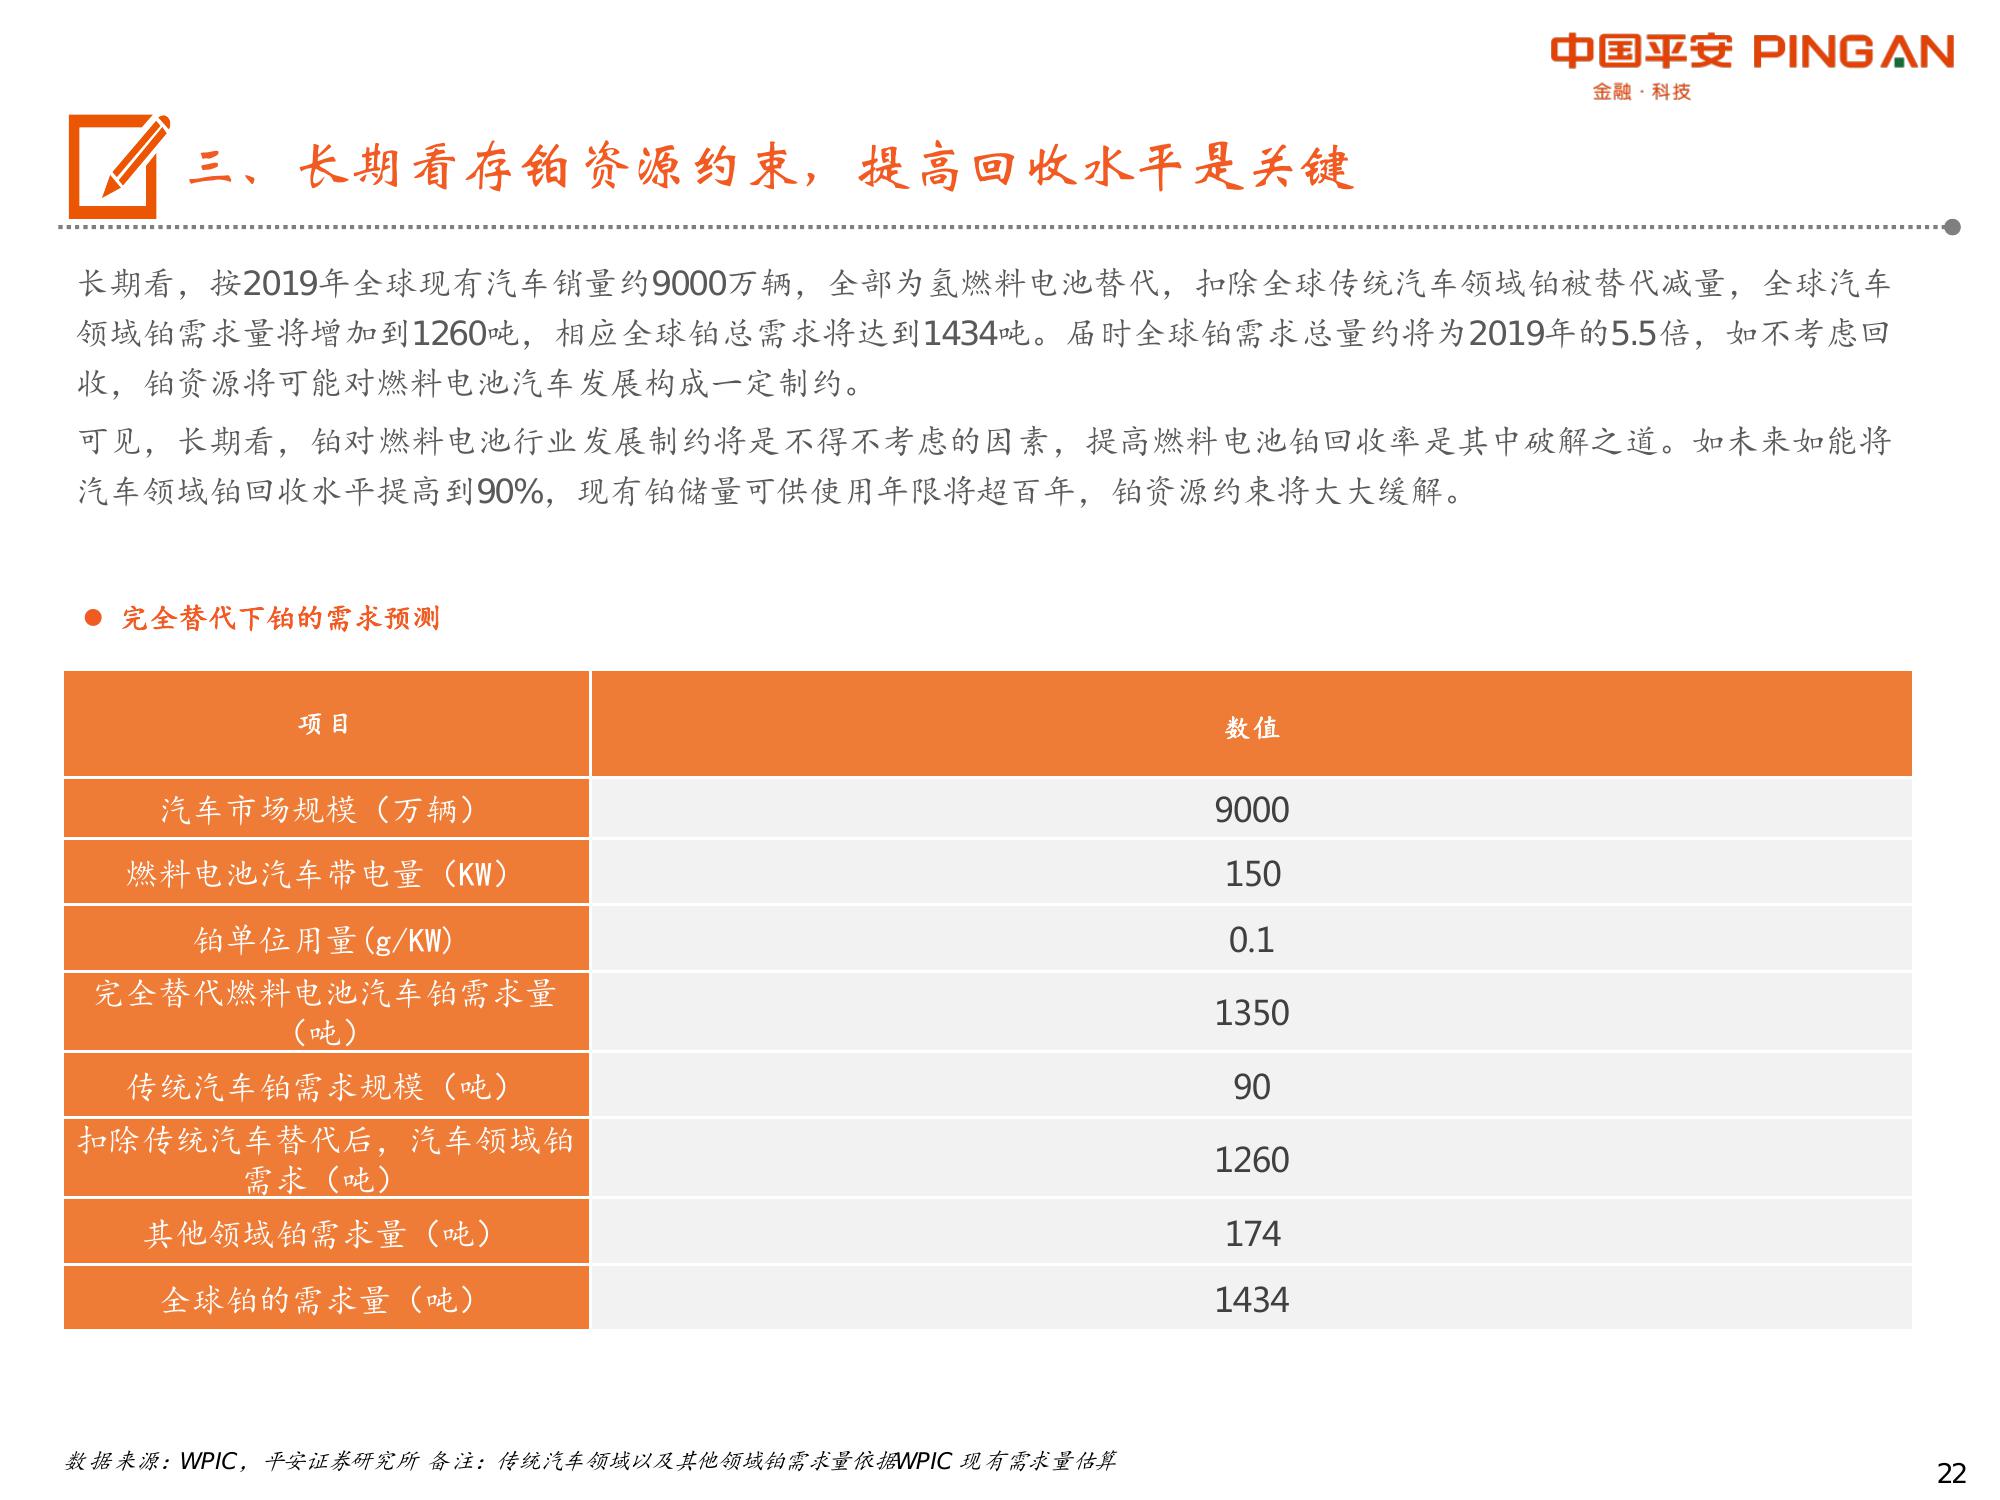 中国平安 PING AN
金融·科技
三、长期看存铂资源约束，提高回收水平是关键
长期看，按2019年全球现有汽车销量约9000万辆，全部为氢燃料电池替代，扣除全球传统汽车领域铂被替代减量，全球汽车
领域铂需求量将增加到1260吨，相应全球铂总需求将达到1434吨。届时全球铂需求总量约将为2019年的5.5倍，如不考虑回
收，铂资源将可能对燃料电池汽车发展构成一定制约。
可见，长期看，铂对燃料电池行业发展制约将是不得不考虑的因素，提高燃料电池铂回收率是其中破解之道。如未来如能将
汽车领域铂回收水平提高到90%，现有铂储量可供使用年限将超百年，铂资源约束将大大缓解。
● 完全替代下铂的需求预测
项目 数值
汽车市场规模（万辆） 9000
燃料电池汽车带电量（KW） 150
铂单位用量(g/KW) 0.1
完全替代燃料电池汽车铂需求量
（吨） 1350
传统汽车铂需求规模（吨） 90
扣除传统汽车替代后，汽车领域铂
需求（吨） 1260
其他领域铂需求量（吨） 174
全球铂的需求量（吨） 1434
数据来源：WPIC，平安证券研究所 备注：传统汽车领域以及其他领域铂需求量依据WPIC 现有需求量估算
22